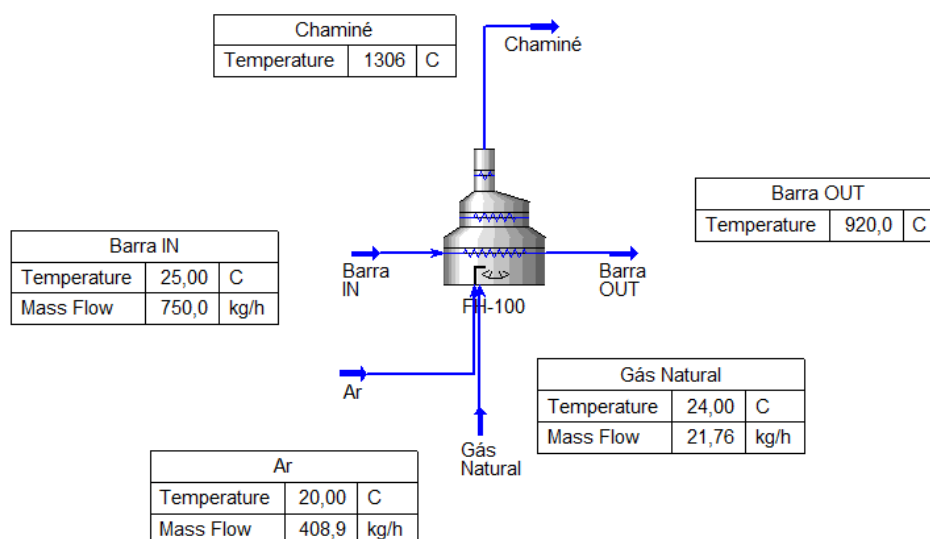 Chaminé
Temperature 1306 C
Chaminé
Barra OUT
Temperature 920,0 C
Barra IN
Temperature 25,00 C
Mass Flow 750,0 kg/h
Barra
IN
Barra
OUT
FH-100
Ar
Gás Natural
Temperature 24,00 C
Mass Flow 21,76 kg/h
Gás
Natural
Ar
Temperature 20,00 C
Mass Flow 408,9 kg/h